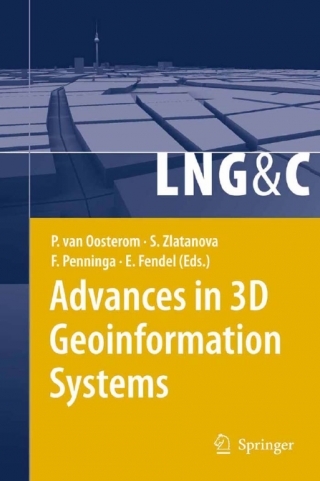 LNG&C
P. van Oosterom · S. Zlatanova
F. Penninga · E. Fendel (Eds.)
Advances in 3D
Geoinformation
Systems
Springer